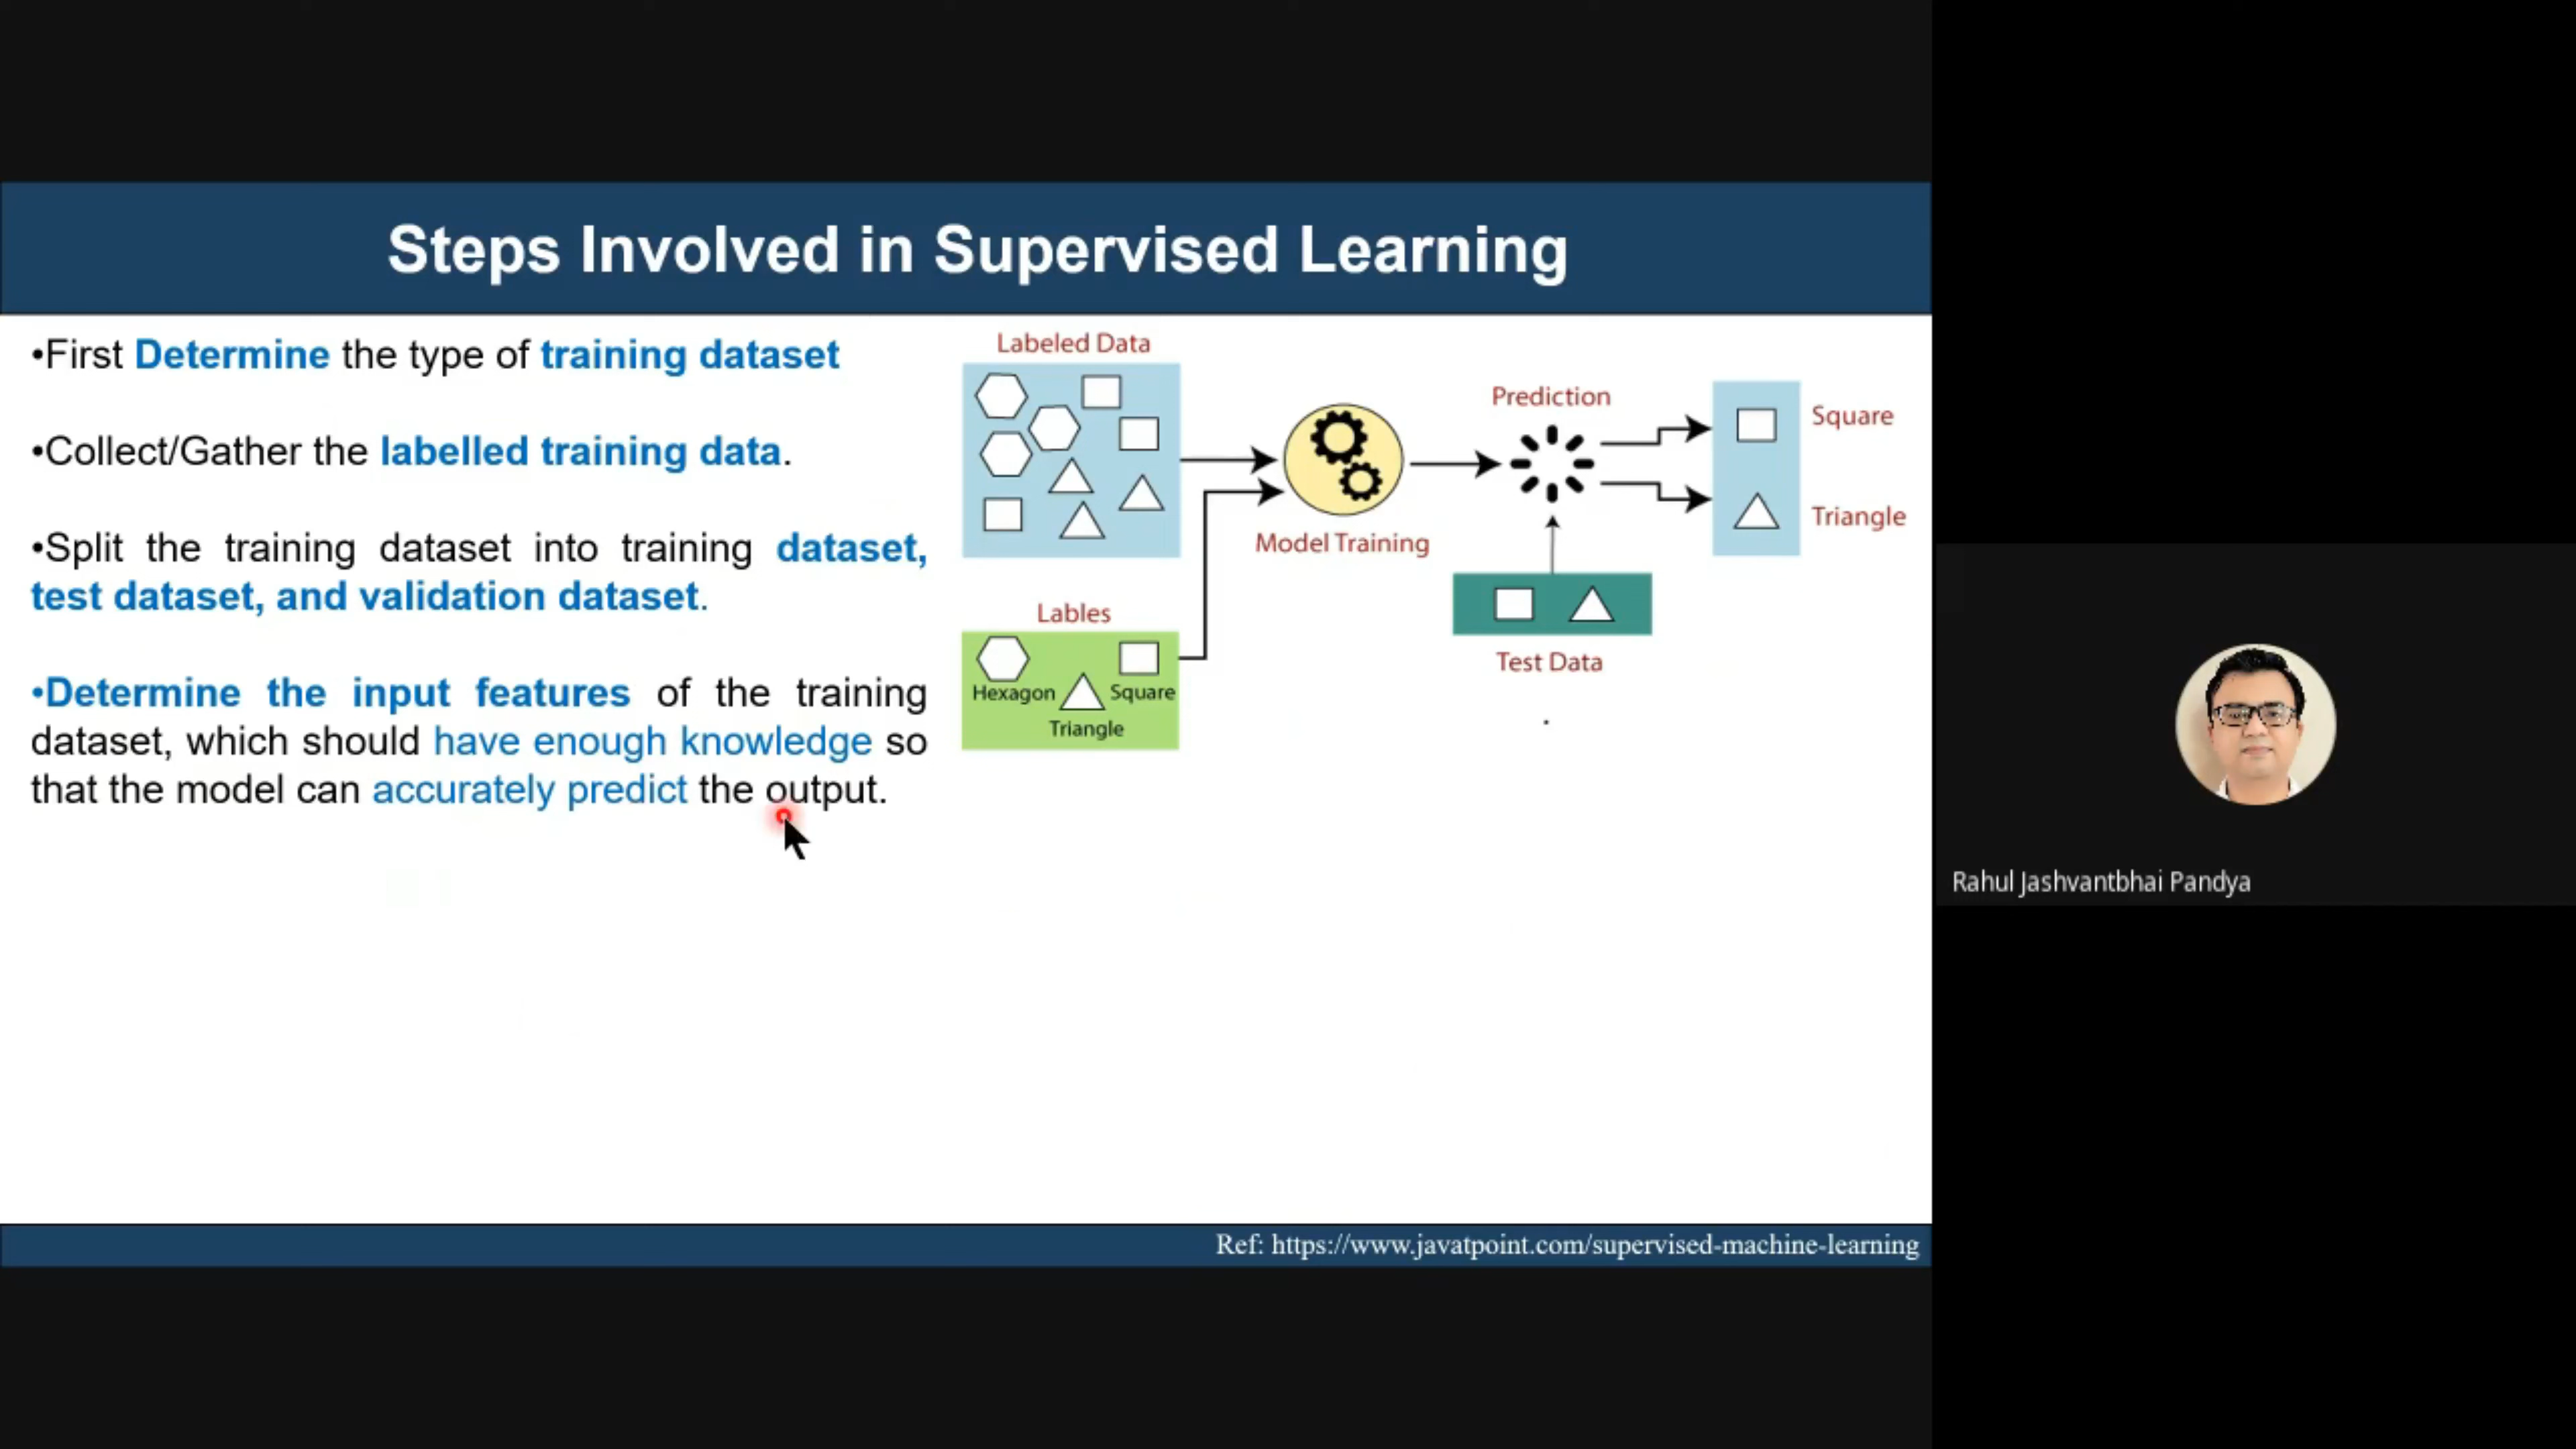 Steps Involved in Supervised Learning
•First Determine the type of training dataset
•Collect/Gather the labelled training data.
•Split the training dataset into training dataset,
test dataset, and validation dataset.
•Determine the input features of the training
dataset, which should have enough knowledge so
that the model can accurately predict the output.
Labeled Data
Lables
Hexagon
Square
Triangle
Model Training
Prediction
Test Data
Square
Triangle
Rahul Jashvantbhai Pandya
Ref: https://www.javatpoint.com/supervised-machine-learning